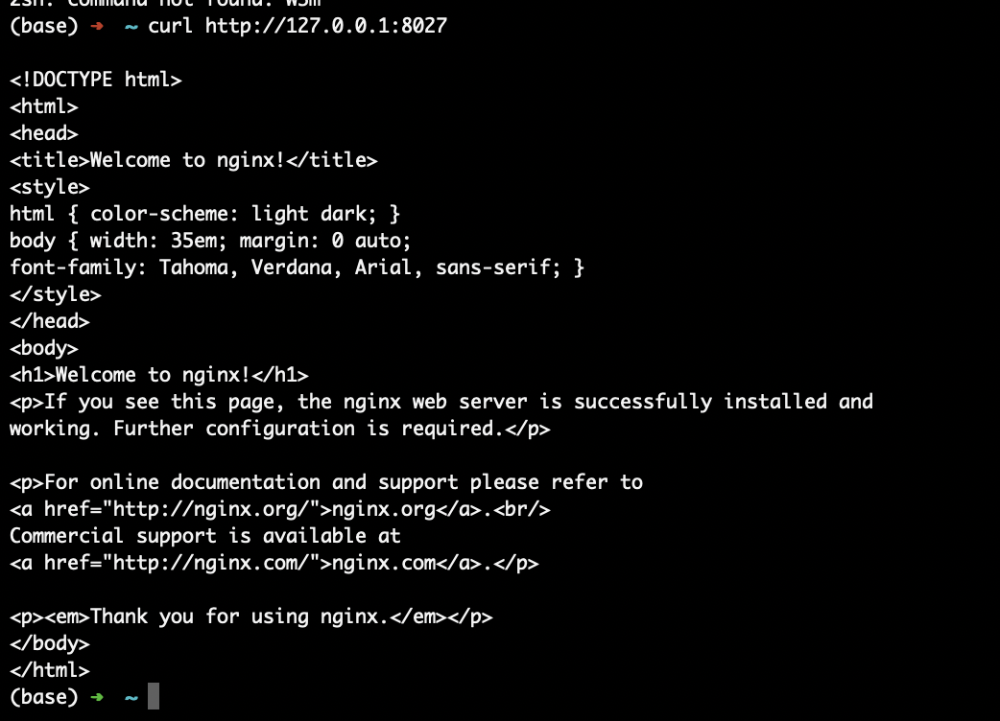 zsh: command not found: w3m
(base) ➜ ~ curl http://127.0.0.1:8027
<!DOCTYPE html>
<html>
<head>
<title>Welcome to nginx!</title>
<style>
html { color-scheme: light dark; }
body { width: 35em; margin: 0 auto;
font-family: Tahoma, Verdana, Arial, sans-serif; }
</style>
</head>
<body>
<h1>Welcome to nginx!</h1>
<p>If you see this page, the nginx web server is successfully installed and
working. Further configuration is required.</p>
<p>For online documentation and support please refer to
<a href="http://nginx.org/">nginx.org</a>.<br/>
Commercial support is available at
<a href="http://nginx.com/">nginx.com</a>.</p>
<p><em>Thank you for using nginx.</em></p>
</body>
</html>
(base) ➜ ~